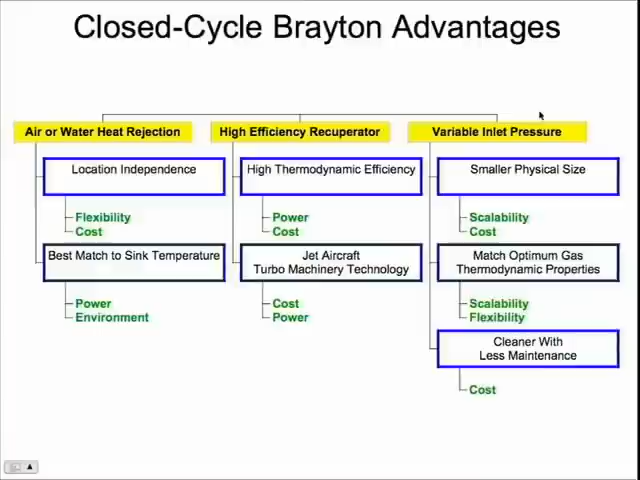 Closed-Cycle Brayton Advantages
Air or Water Heat Rejection
Location Independence
Flexibility
Cost
Best Match to Sink Temperature
Power
Environment
High Efficiency Recuperator
High Thermodynamic Efficiency
Power
Cost
Jet Aircraft
Turbo Machinery Technology
Cost
Power
Variable Inlet Pressure
Smaller Physical Size
Scalability
Cost
Match Optimum Gas
Thermodynamic Properties
Scalability
Flexibility
Cleaner With
Less Maintenance
Cost